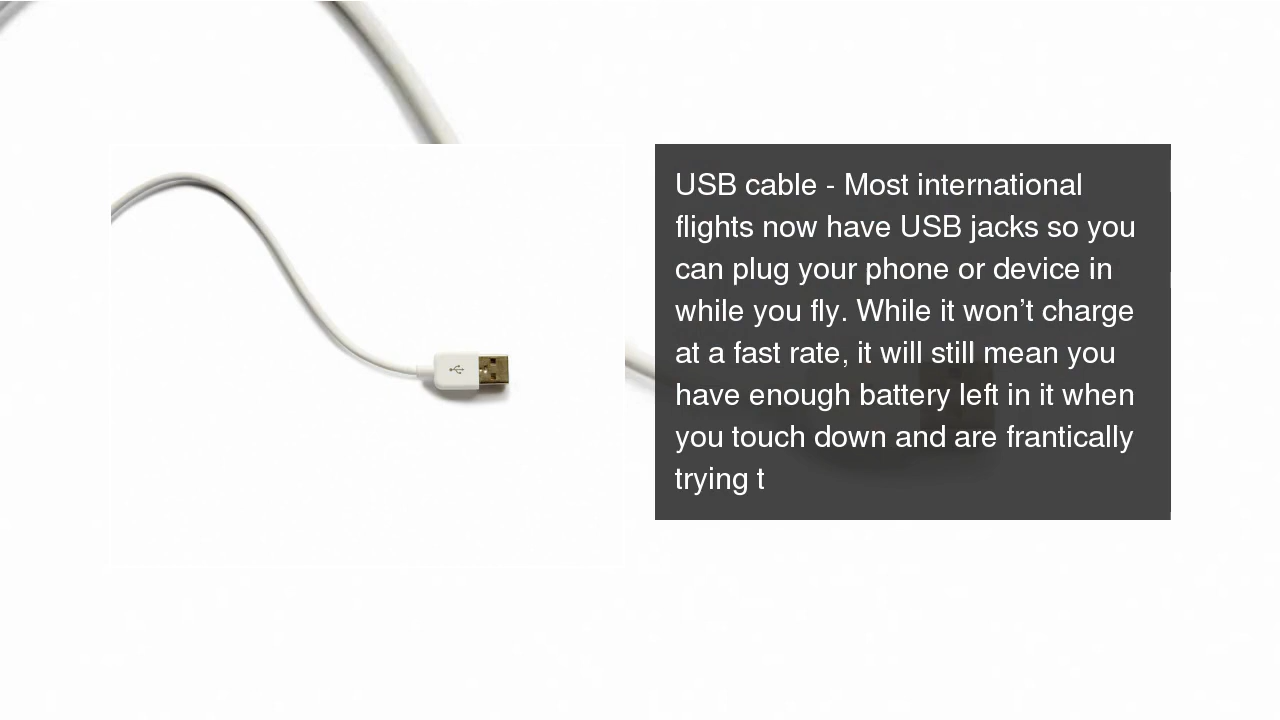 USB cable - Most international
flights now have USB jacks so you
can plug your phone or device in
while you fly. While it won’t charge
at a fast rate, it will still mean you
have enough battery left in it when
you touch down and are frantically
trying t